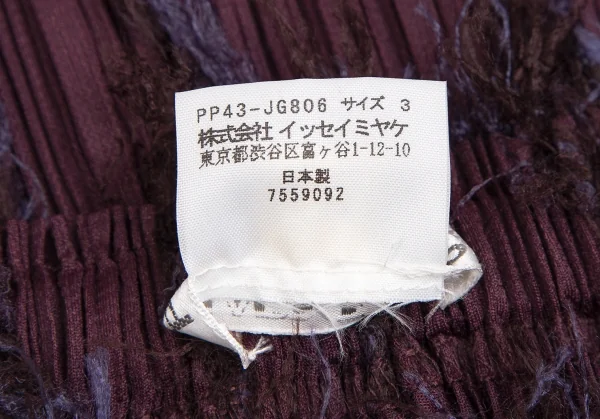 PP43-JG806 サイズ 3
株式会社 イッセイミヤケ
東京都渋谷区富ヶ谷1-12-10
日本製
7559092